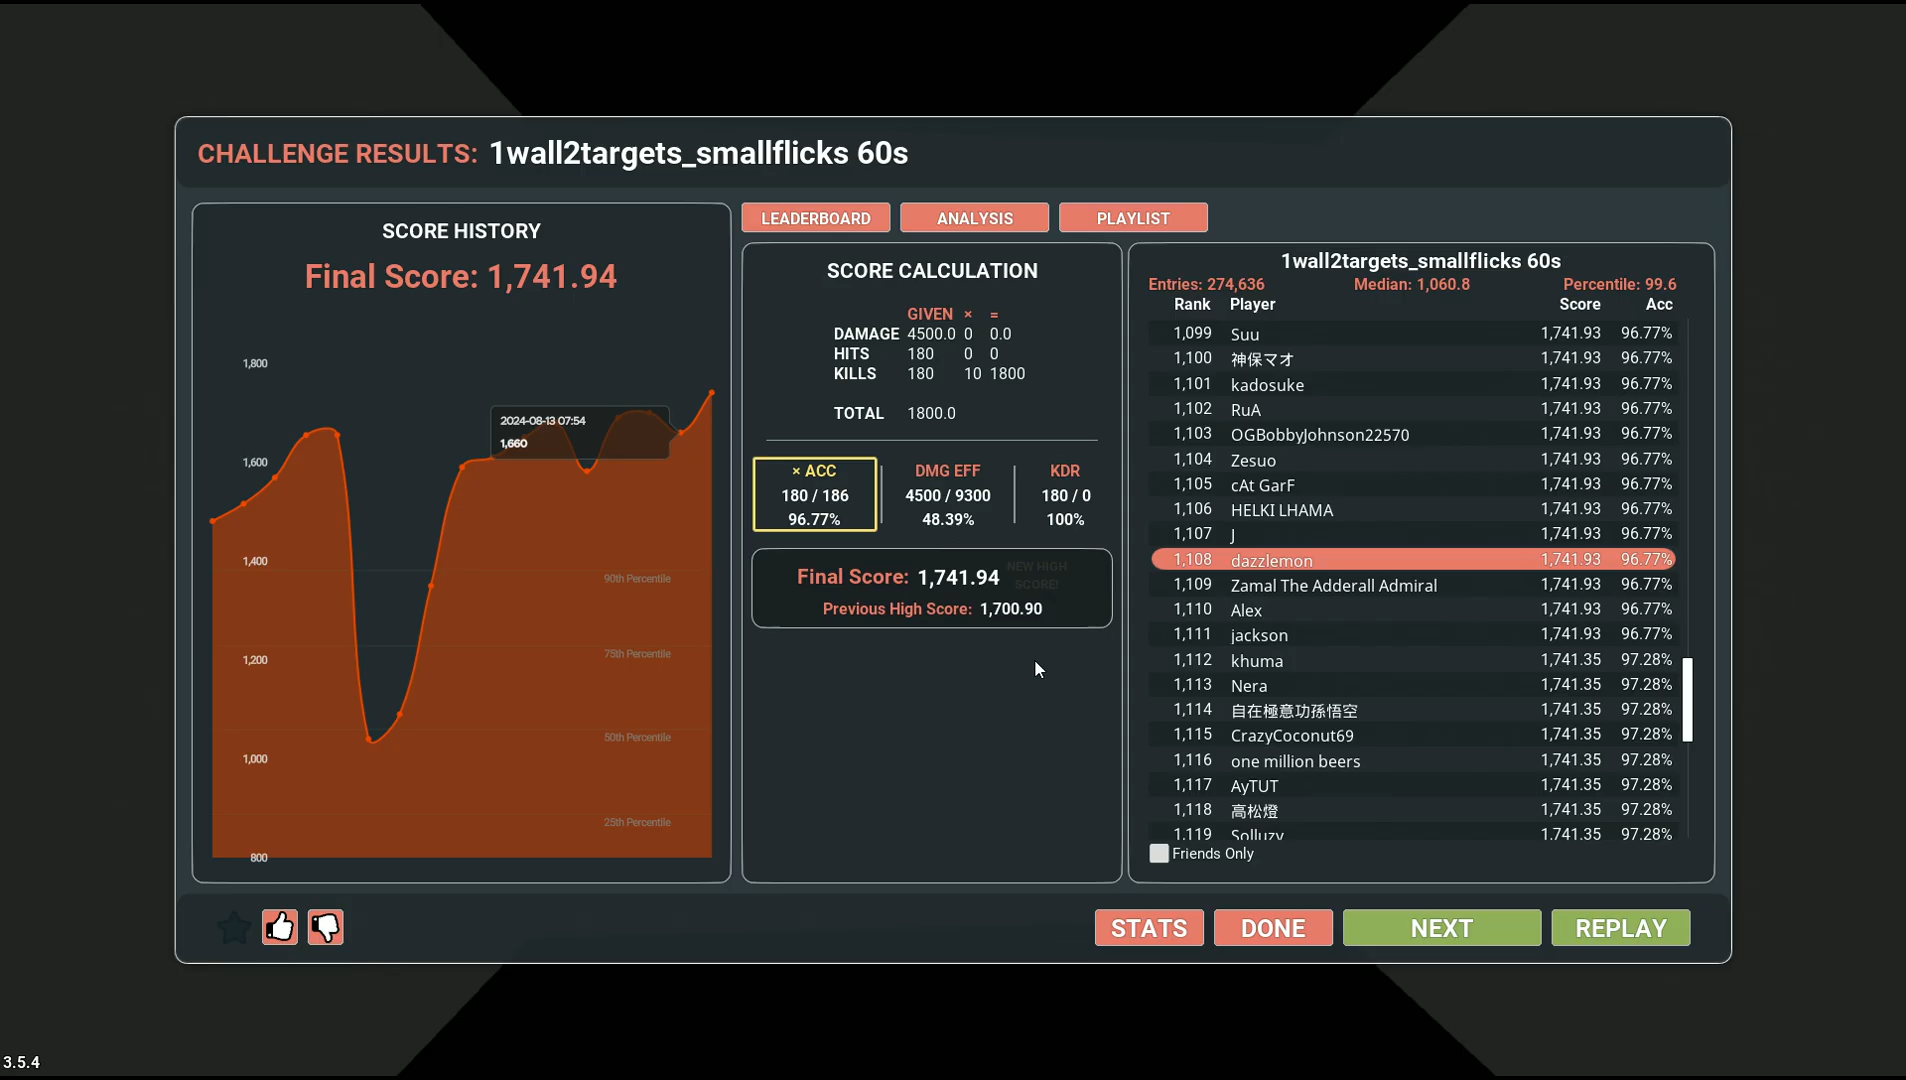 CHALLENGE RESULTS: 1wall2targets_smallflicks 60s
SCORE HISTORY
Final Score: 1,741.94
1,800
1,600
1,400
1,200
1,000
800
2024-08-13 07:54
1,660
90th Percentile
75th Percentile
50th Percentile
25th Percentile
LEADERBOARD ANALYSIS PLAYLIST
SCORE CALCULATION
GIVEN × =
DAMAGE 4500.0 0 0.0
HITS 180 0 0
KILLS 180 10 1800
TOTAL 1800.0
× ACC DMG EFF KDR
180 / 186 4500 / 9300 180 / 0
96.77% 48.39% 100%
Final Score: 1,741.94 NEW HIGH SCORE!
Previous High Score: 1,700.90
1wall2targets_smallflicks 60s
Entries: 274,636 Median: 1,060.8 Percentile: 99.6
Rank Player Score Acc
1,099 Suu 1,741.93 96.77%
1,100 神保マオ 1,741.93 96.77%
1,101 kadosuke 1,741.93 96.77%
1,102 RuA 1,741.93 96.77%
1,103 OGBobbyJohnson22570 1,741.93 96.77%
1,104 Zesuo 1,741.93 96.77%
1,105 cAt GarF 1,741.93 96.77%
1,106 HELKI LHAMA 1,741.93 96.77%
1,107 J 1,741.93 96.77%
1,108 dazzlemon 1,741.93 96.77%
1,109 Zamal The Adderall Admiral 1,741.93 96.77%
1,110 Alex 1,741.93 96.77%
1,111 jackson 1,741.93 96.77%
1,112 khuma 1,741.35 97.28%
1,113 Nera 1,741.35 97.28%
1,114 自在極意功孫悟空 1,741.35 97.28%
1,115 CrazyCoconut69 1,741.35 97.28%
1,116 one million beers 1,741.35 97.28%
1,117 AyTUT 1,741.35 97.28%
1,118 高松燈 1,741.35 97.28%
1,119 Solluzy 1,741.35 97.28%
Friends Only
STATS DONE NEXT REPLAY
3.5.4